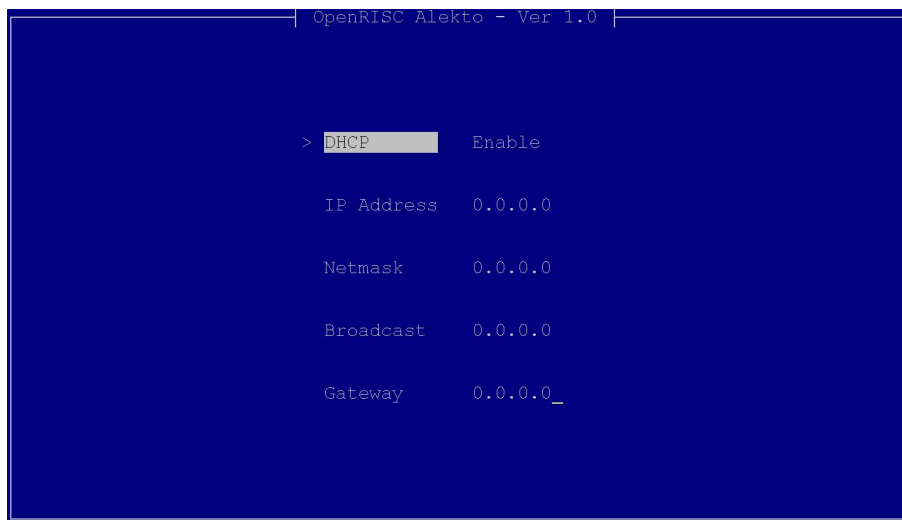 OpenRISC Alekto - Ver 1.0
> DHCP Enable
IP Address 0.0.0.0
Netmask 0.0.0.0
Broadcast 0.0.0.0
Gateway 0.0.0.0_